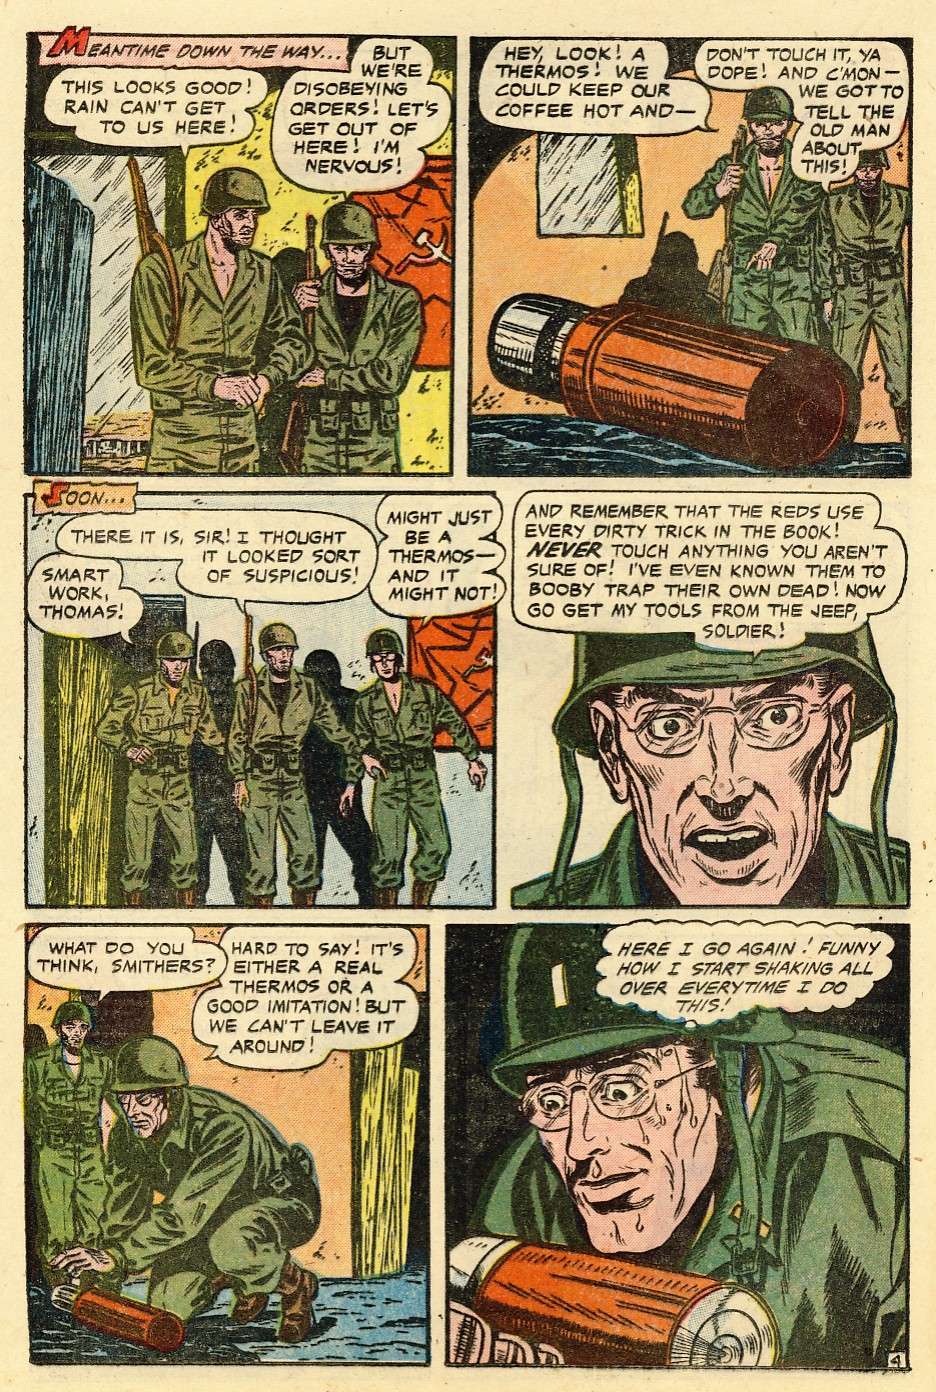 MEANTIME DOWN THE WAY...
THIS LOOKS GOOD!
RAIN CAN'T GET
TO US HERE!
BUT
WE'RE
DISOBEYING
ORDERS! LET'S
GET OUT OF
HERE! I'M
NERVOUS!
HEY, LOOK! A
THERMOS! WE
COULD KEEP OUR
COFFEE HOT AND—
DON'T TOUCH IT, YA
DOPE! AND C'MON—
WE GOT TO
TELL THE
OLD MAN
ABOUT
THIS!
SOON...
SMART
WORK,
THOMAS!
THERE IT IS, SIR! I THOUGHT
IT LOOKED SORT
OF SUSPICIOUS!
MIGHT JUST
BE A
THERMOS—
AND IT
MIGHT NOT!
AND REMEMBER THAT THE REDS USE
EVERY DIRTY TRICK IN THE BOOK!
NEVER TOUCH ANYTHING YOU AREN'T
SURE OF! I'VE EVEN KNOWN THEM TO
BOOBY TRAP THEIR OWN DEAD! NOW
GO GET MY TOOLS FROM THE JEEP,
SOLDIER!
WHAT DO YOU
THINK, SMITHERS?
HARD TO SAY! IT'S
EITHER A REAL
THERMOS OR A
GOOD IMITATION! BUT
WE CAN'T LEAVE IT
AROUND!
HERE I GO AGAIN! FUNNY
HOW I START SHAKING ALL
OVER EVERYTIME I DO
THIS!
4